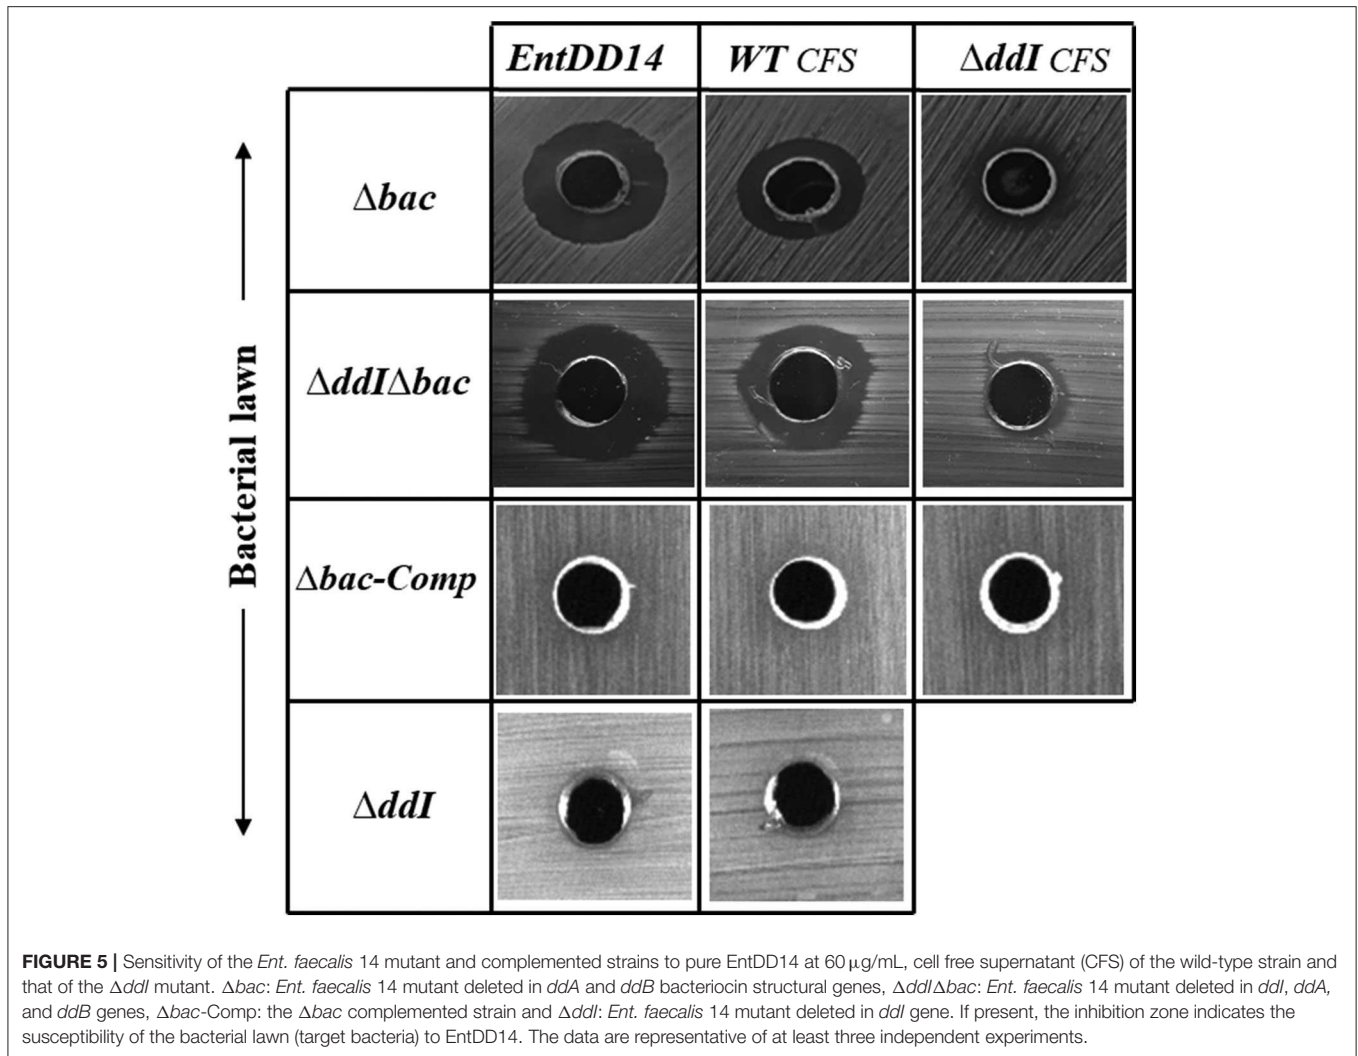 EntDD14 WT CFS ΔddI CFS
Bacterial lawn
Δbac
ΔddIΔbac
Δbac-Comp
ΔddI
FIGURE 5 | Sensitivity of the Ent. faecalis 14 mutant and complemented strains to pure EntDD14 at 60 μg/mL, cell free supernatant (CFS) of the wild-type strain and
that of the ΔddI mutant. Δbac: Ent. faecalis 14 mutant deleted in ddA and ddB bacteriocin structural genes, ΔddIΔbac: Ent. faecalis 14 mutant deleted in ddI, ddA,
and ddB genes, Δbac-Comp: the Δbac complemented strain and ΔddI: Ent. faecalis 14 mutant deleted in ddI gene. If present, the inhibition zone indicates the
susceptibility of the bacterial lawn (target bacteria) to EntDD14. The data are representative of at least three independent experiments.